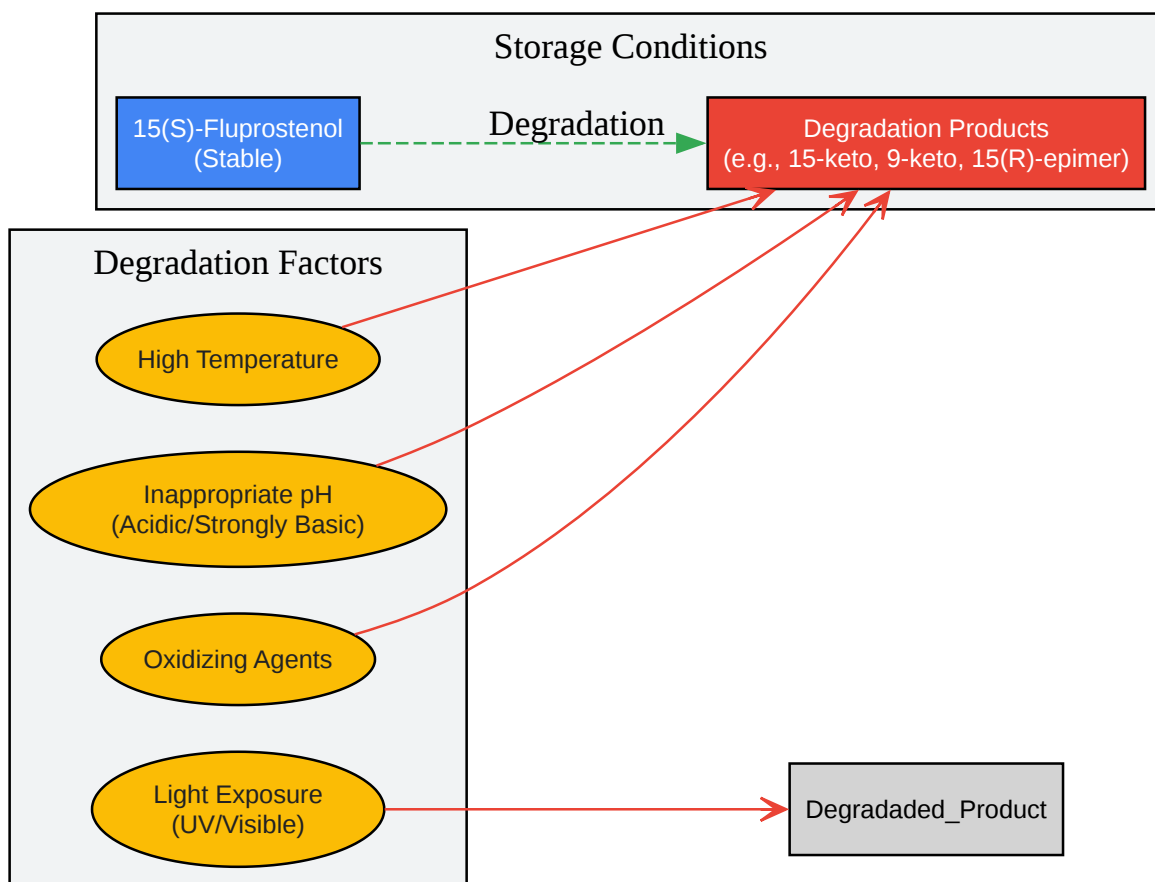 Storage Conditions
15(S)-Fluprostenol
(Stable)
Degradation
Degradation Products
(e.g., 15-keto, 9-keto, 15(R)-epimer)
Degradation Factors
High Temperature
Inappropriate pH
(Acidic/Strongly Basic)
Oxidizing Agents
Light Exposure
(UV/Visible)
Degradaded_Product